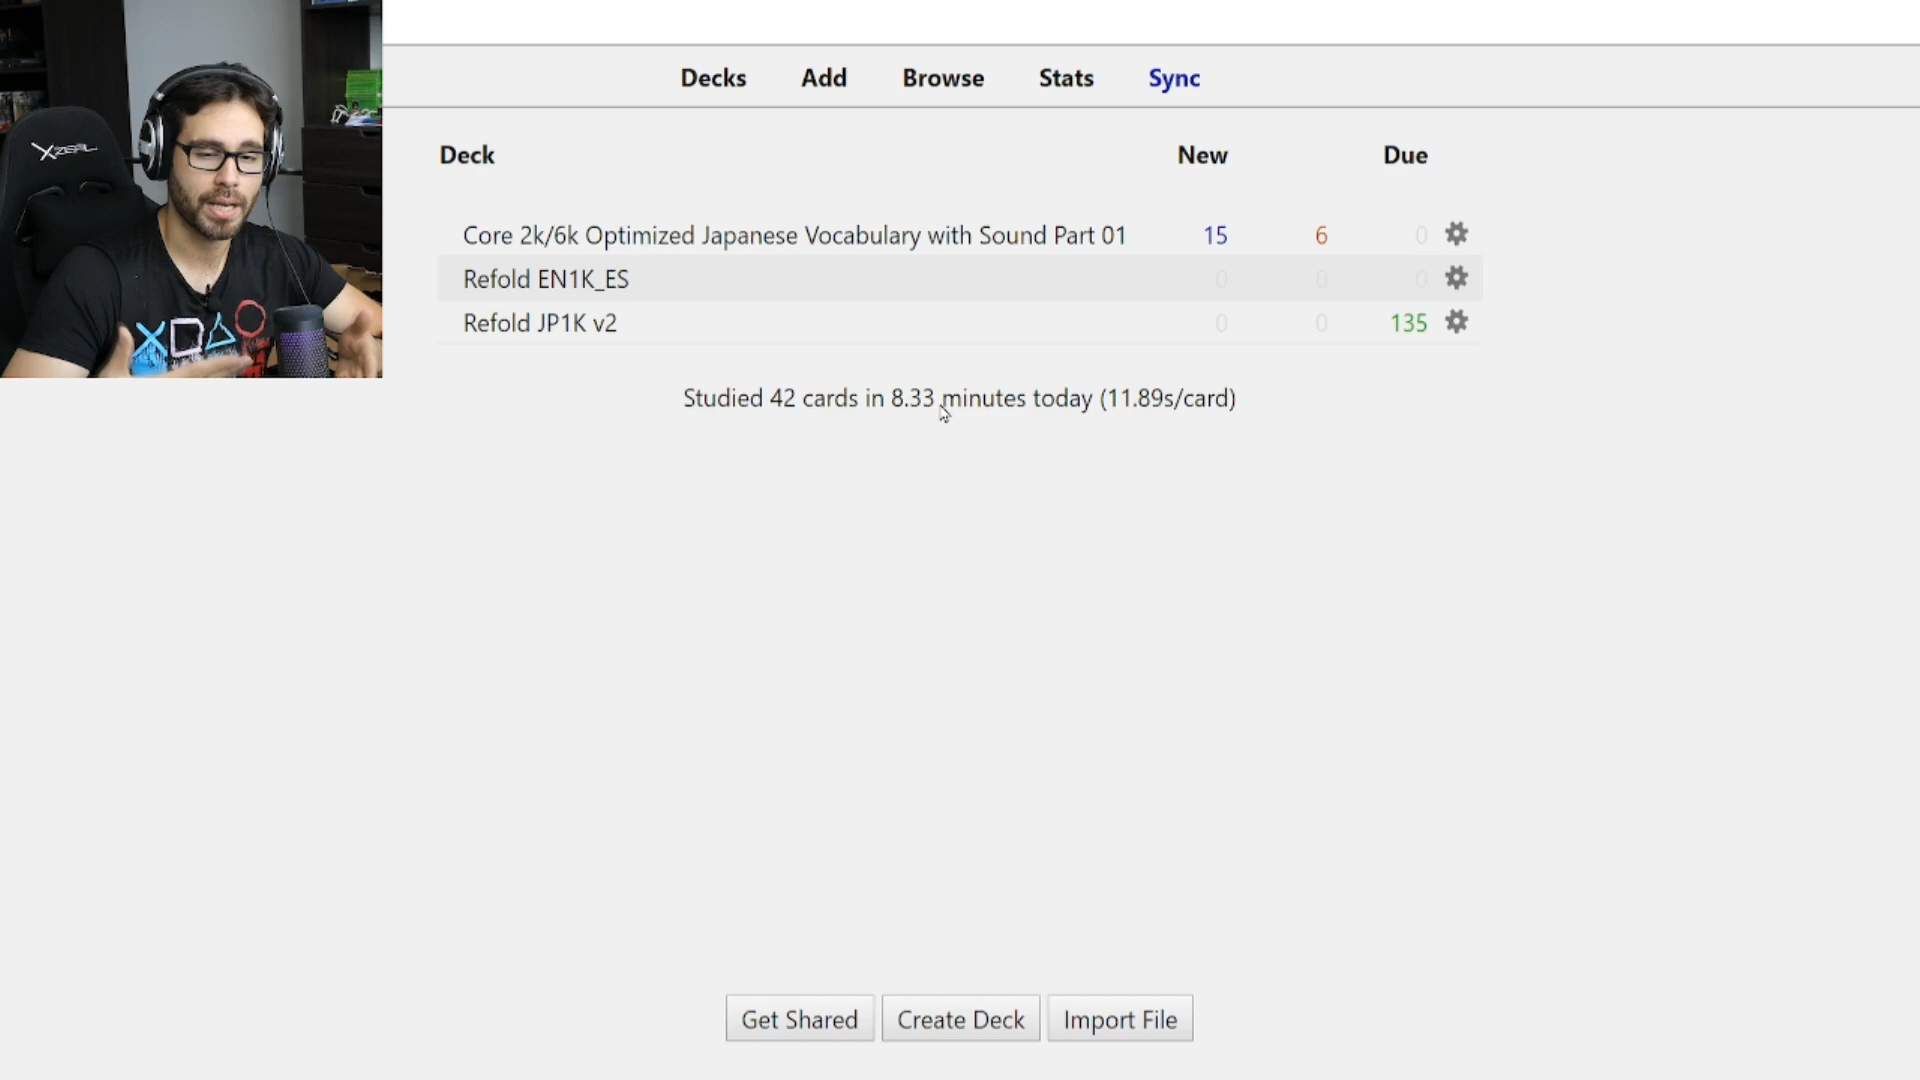 XZEAL
Decks Add Browse Stats Sync
Deck New Due
Core 2k/6k Optimized Japanese Vocabulary with Sound Part 01 15 6 0
Refold EN1K_ES 0 0 0
Refold JP1K v2 0 0 135
Studied 42 cards in 8.33 minutes today (11.89s/card)
Get Shared Create Deck Import File